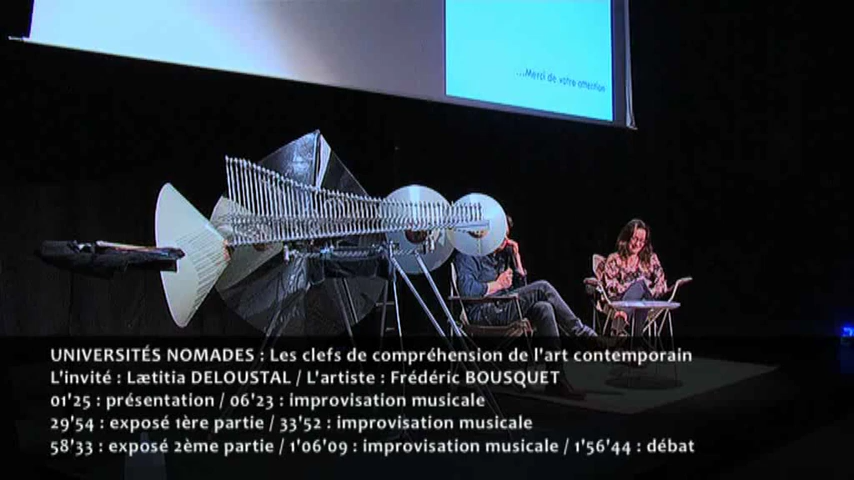 ...Merci de votre attention
UNIVERSITÉS NOMADES : Les clefs de compréhension de l'art contemporain
L'invité : Lætitia DELOUSTAL / L'artiste : Frédéric BOUSQUET
01'25 : présentation / 06'23 : improvisation musicale
29'54 : exposé 1ère partie / 33'52 : improvisation musicale
58'33 : exposé 2ème partie / 1'06'09 : improvisation musicale / 1'56'44 : débat